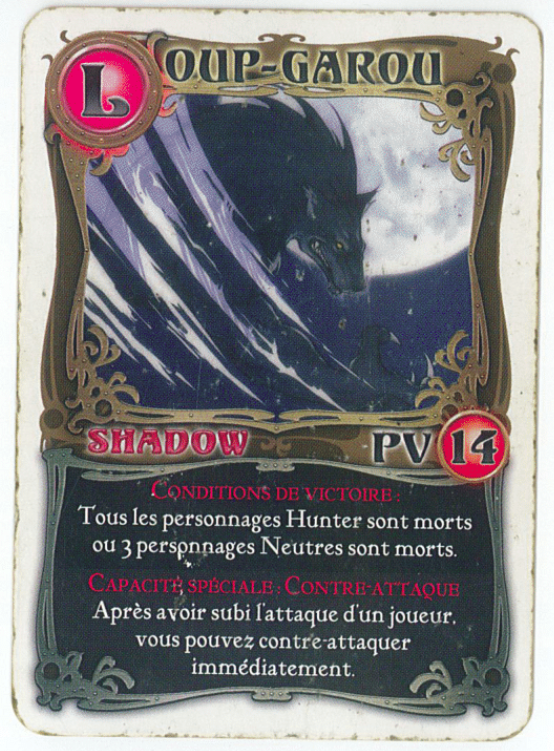 LOUP-GAROU
SHADOW PV 14
CONDITIONS DE VICTOIRE :
Tous les personnages Hunter sont morts
ou 3 personnages Neutres sont morts.
CAPACITÉ SPÉCIALE : CONTRE-ATTAQUE
Après avoir subi l'attaque d'un joueur,
vous pouvez contre-attaquer
immédiatement.